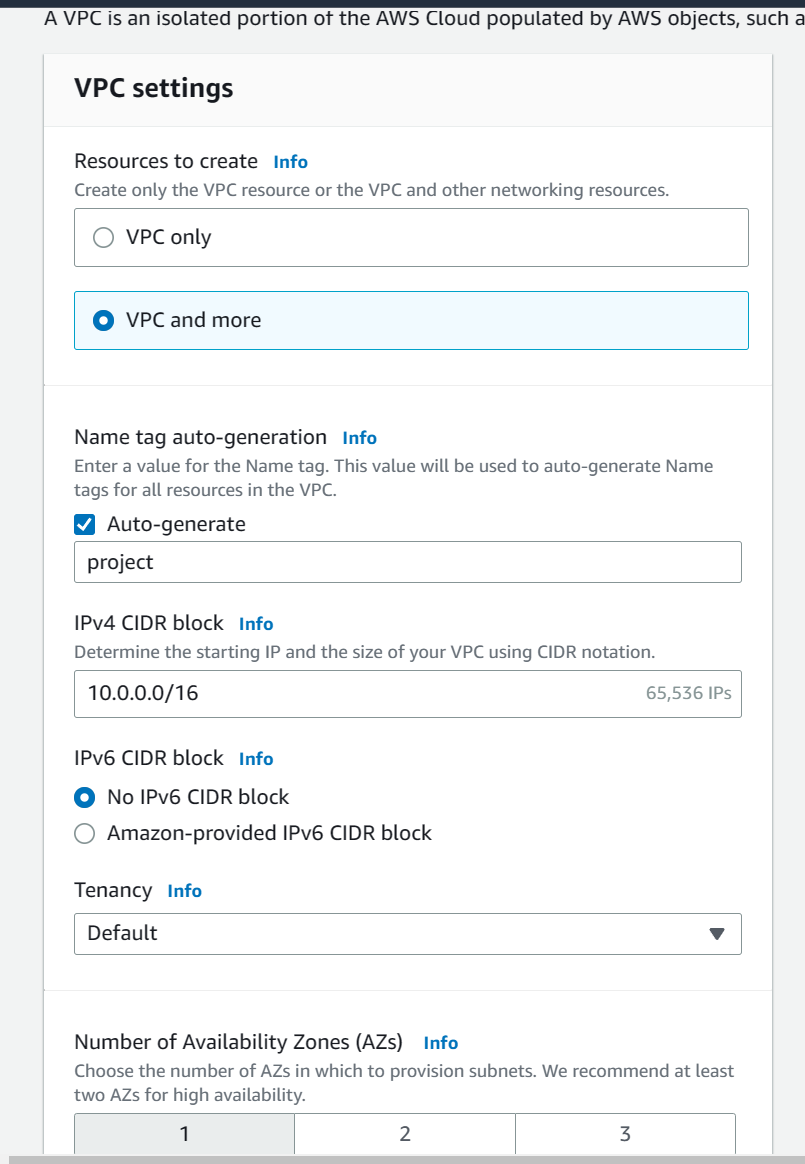 A VPC is an isolated portion of the AWS Cloud populated by AWS objects, such a
VPC settings
Resources to create Info
Create only the VPC resource or the VPC and other networking resources.
VPC only
VPC and more
Name tag auto-generation Info
Enter a value for the Name tag. This value will be used to auto-generate Name
tags for all resources in the VPC.
Auto-generate
project
IPv4 CIDR block Info
Determine the starting IP and the size of your VPC using CIDR notation.
10.0.0.0/16 65,536 IPs
IPv6 CIDR block Info
No IPv6 CIDR block
Amazon-provided IPv6 CIDR block
Tenancy Info
Default
Number of Availability Zones (AZs) Info
Choose the number of AZs in which to provision subnets. We recommend at least
two AZs for high availability.
1 2 3